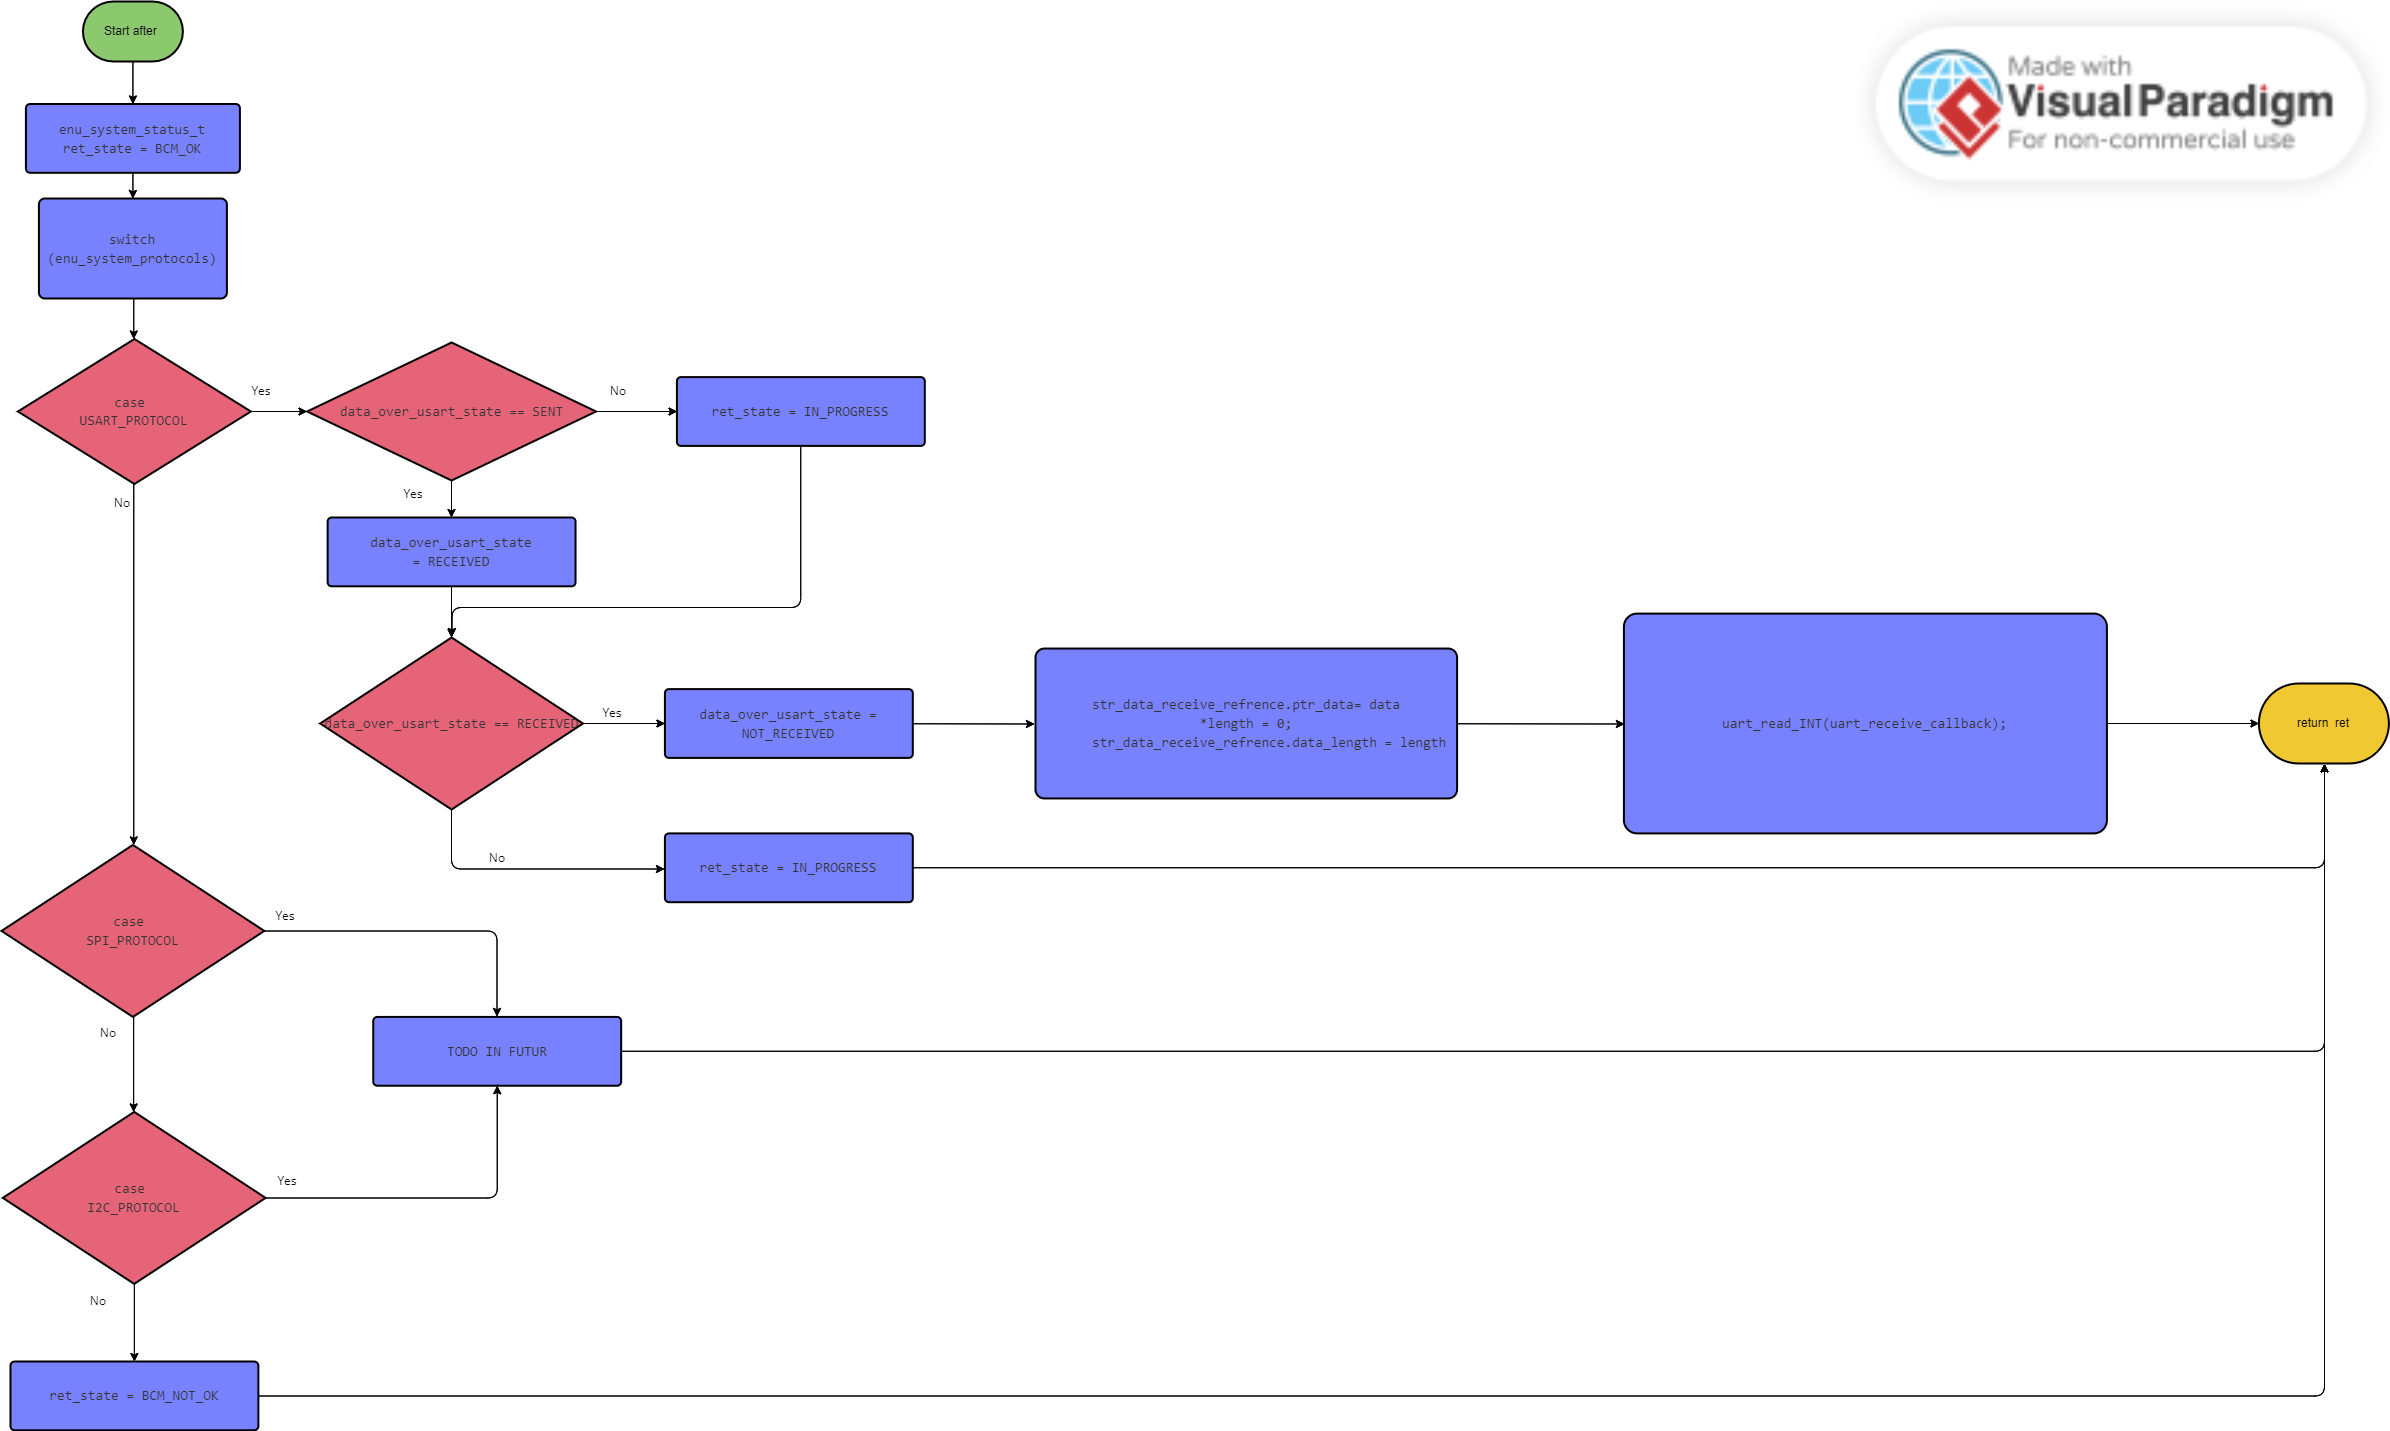 Start after
Made with
Visual Paradigm
For non-commercial use
enu_system_status_t
ret_state = BCM_OK
switch
(enu_system_protocols)
case
USART_PROTOCOL
Yes
data_over_usart_state == SENT
No
ret_state = IN_PROGRESS
No
Yes
data_over_usart_state
= RECEIVED
data_over_usart_state == RECEIVED
Yes
data_over_usart_state =
NOT_RECEIVED
str_data_receive_refrence.ptr_data= data
*length = 0;
str_data_receive_refrence.data_length = length
uart_read_INT(uart_receive_callback);
return ret
No
ret_state = IN_PROGRESS
case
SPI_PROTOCOL
Yes
No
TODO IN FUTUR
case
I2C_PROTOCOL
Yes
No
ret_state = BCM_NOT_OK